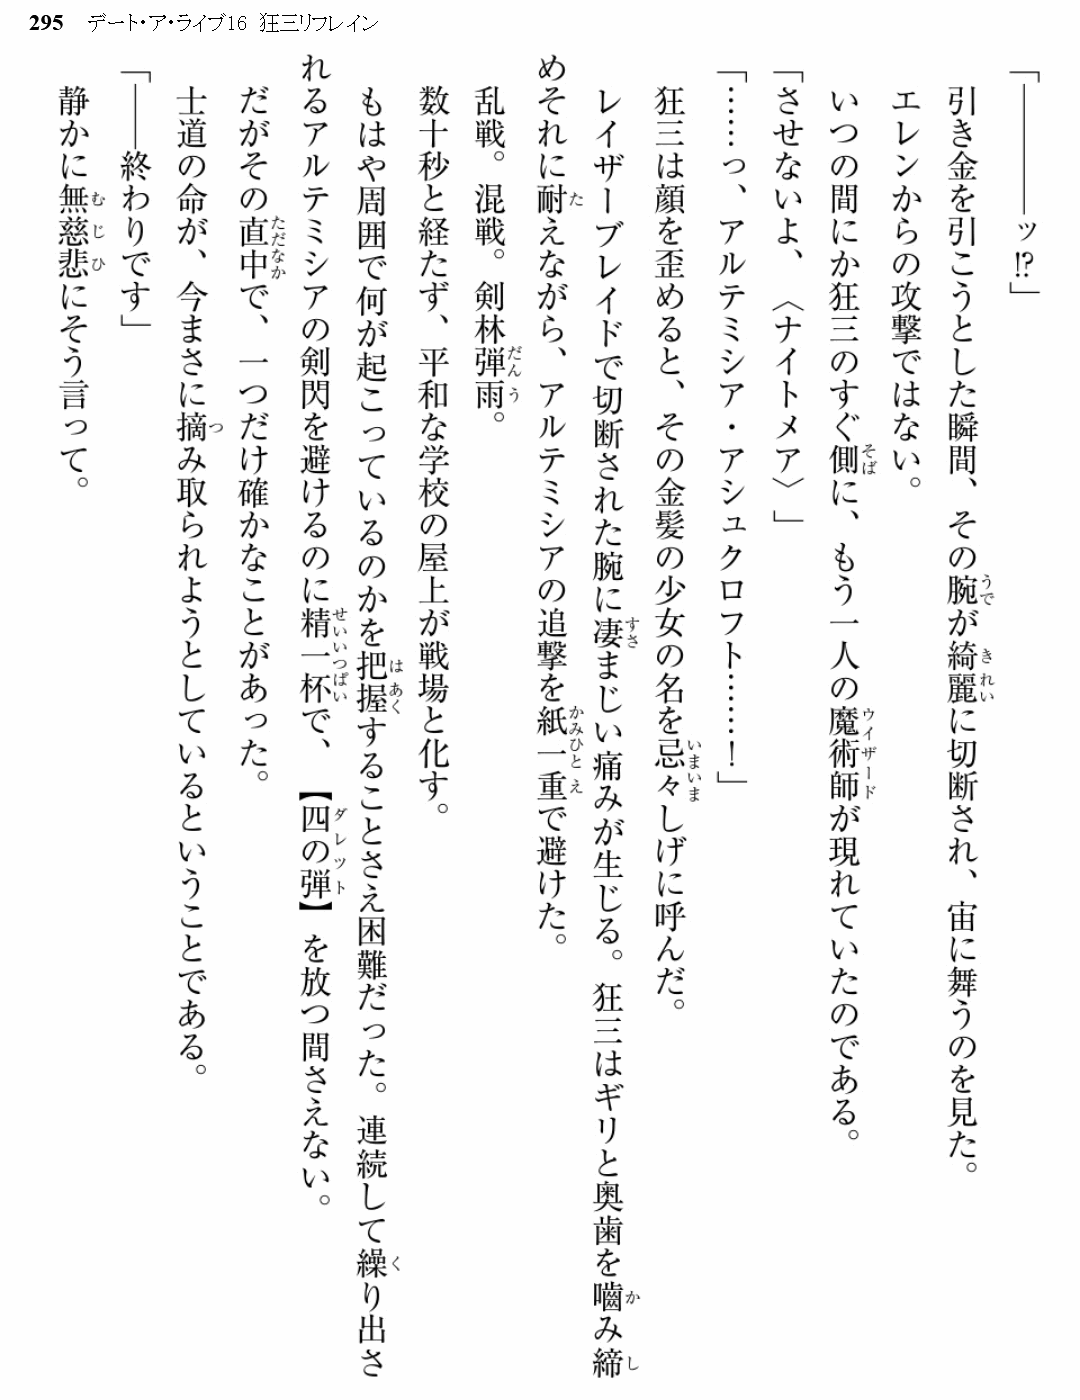 295 デート・ア・ライブ16 狂三リフレイン
「――――ッ!?」
引き金を引こうとした瞬間、その腕が綺麗に切断され、宙に舞うのを見た。
エレンからの攻撃ではない。
いつの間にか狂三のすぐ側に、もう一人の魔術師が現れていたのである。
「させないよ、〈ナイトメア〉」
「……っ、アルテミシア・アシュクロフト……！」
狂三は顔を歪めると、その金髪の少女の名を忌々しげに呼んだ。
レイザーブレイドで切断された腕に凄まじい痛みが生じる。狂三はギリと奥歯を嚙み締
めそれに耐えながら、アルテミシアの追撃を紙一重で避けた。
乱戦。混戦。剣林弾雨。
数十秒と経たず、平和な学校の屋上が戦場と化す。
もはや周囲で何が起こっているのかを把握することさえ困難だった。連続して繰り出さ
れるアルテミシアの剣閃を避けるのに精一杯で、【四の弾】を放つ間さえない。
だがその直中で、一つだけ確かなことがあった。
士道の命が、今まさに摘み取られようとしているということである。
「――終わりです」
静かに無慈悲にそう言って。